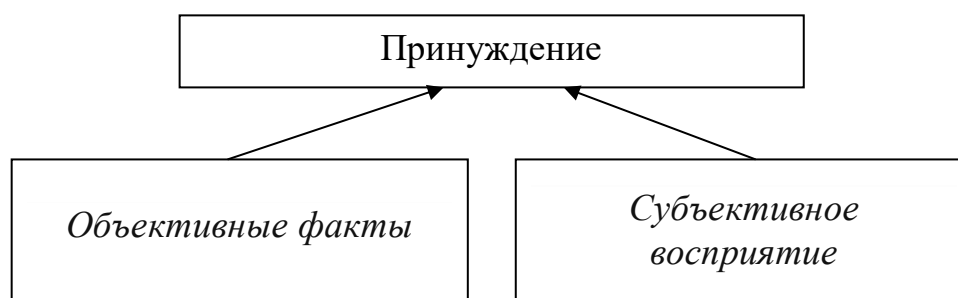 Принуждение
Объективные факты
Субъективное
восприятие